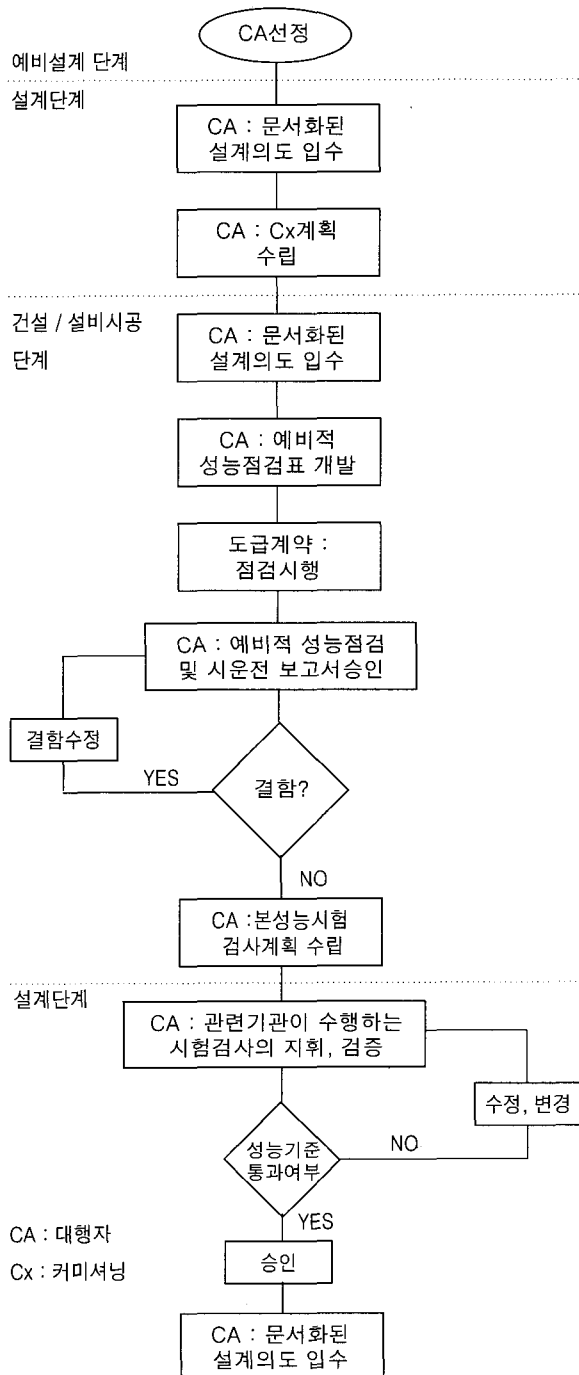 CA선정
예비설계 단계
설계단계
CA : 문서화된
설계의도 입수
CA : Cx계획
수립
건설 / 설비시공
단계
CA : 문서화된
설계의도 입수
CA : 예비적
성능점검표 개발
도급계약 :
점검시행
CA : 예비적 성능점검
및 시운전 보고서승인
결함수정
YES
결함?
NO
CA :본성능시험
검사계획 수립
설계단계
CA : 관련기관이 수행하는
시험검사의 지휘, 검증
수정, 변경
성능기준
통과여부
NO
YES
CA : 대행자
Cx : 커미셔닝
승인
CA : 문서화된
설계의도 입수